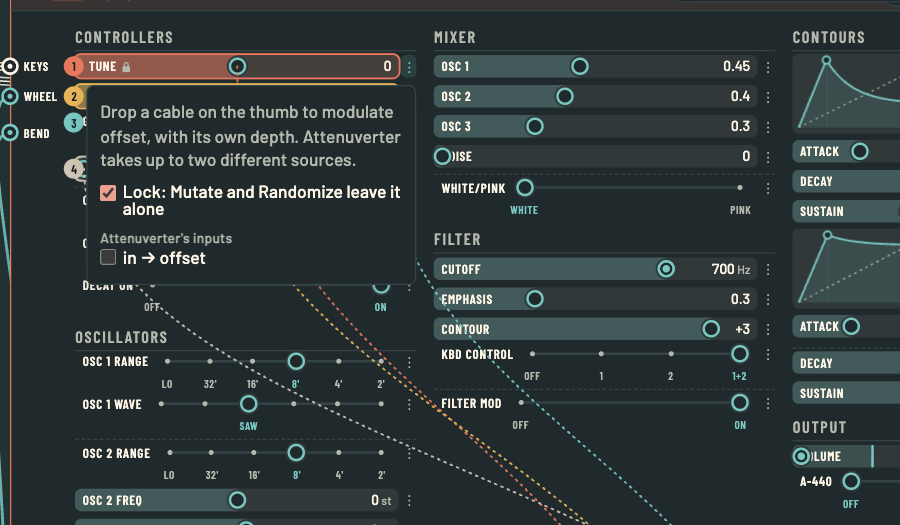 CONTROLLERS
KEYS
1 TUNE 0
WHEEL
2
BEND
3
4
Drop a cable on the thumb to modulate
offset, with its own depth. Attenuverter
takes up to two different sources.
Lock: Mutate and Randomize leave it
alone
Attenuverter's inputs
in → offset
OFF ON
OSCILLATORS
OSC 1 RANGE
LO 32' 16' 8' 4' 2'
OSC 1 WAVE
SAW
OSC 2 RANGE
LO 32' 16' 8' 4' 2'
OSC 2 FREQ 0 st
MIXER
OSC 1 0.45
OSC 2 0.4
OSC 3 0.3
0
WHITE/PINK
WHITE PINK
FILTER
CUTOFF 700 Hz
EMPHASIS 0.3
CONTOUR +3
KBD CONTROL
OFF 1 2 1+2
FILTER MOD
OFF ON
CONTOURS
ATTACK
DECAY
SUSTAIN
ATTACK
DECAY
SUSTAIN
OUTPUT
A-440
OFF